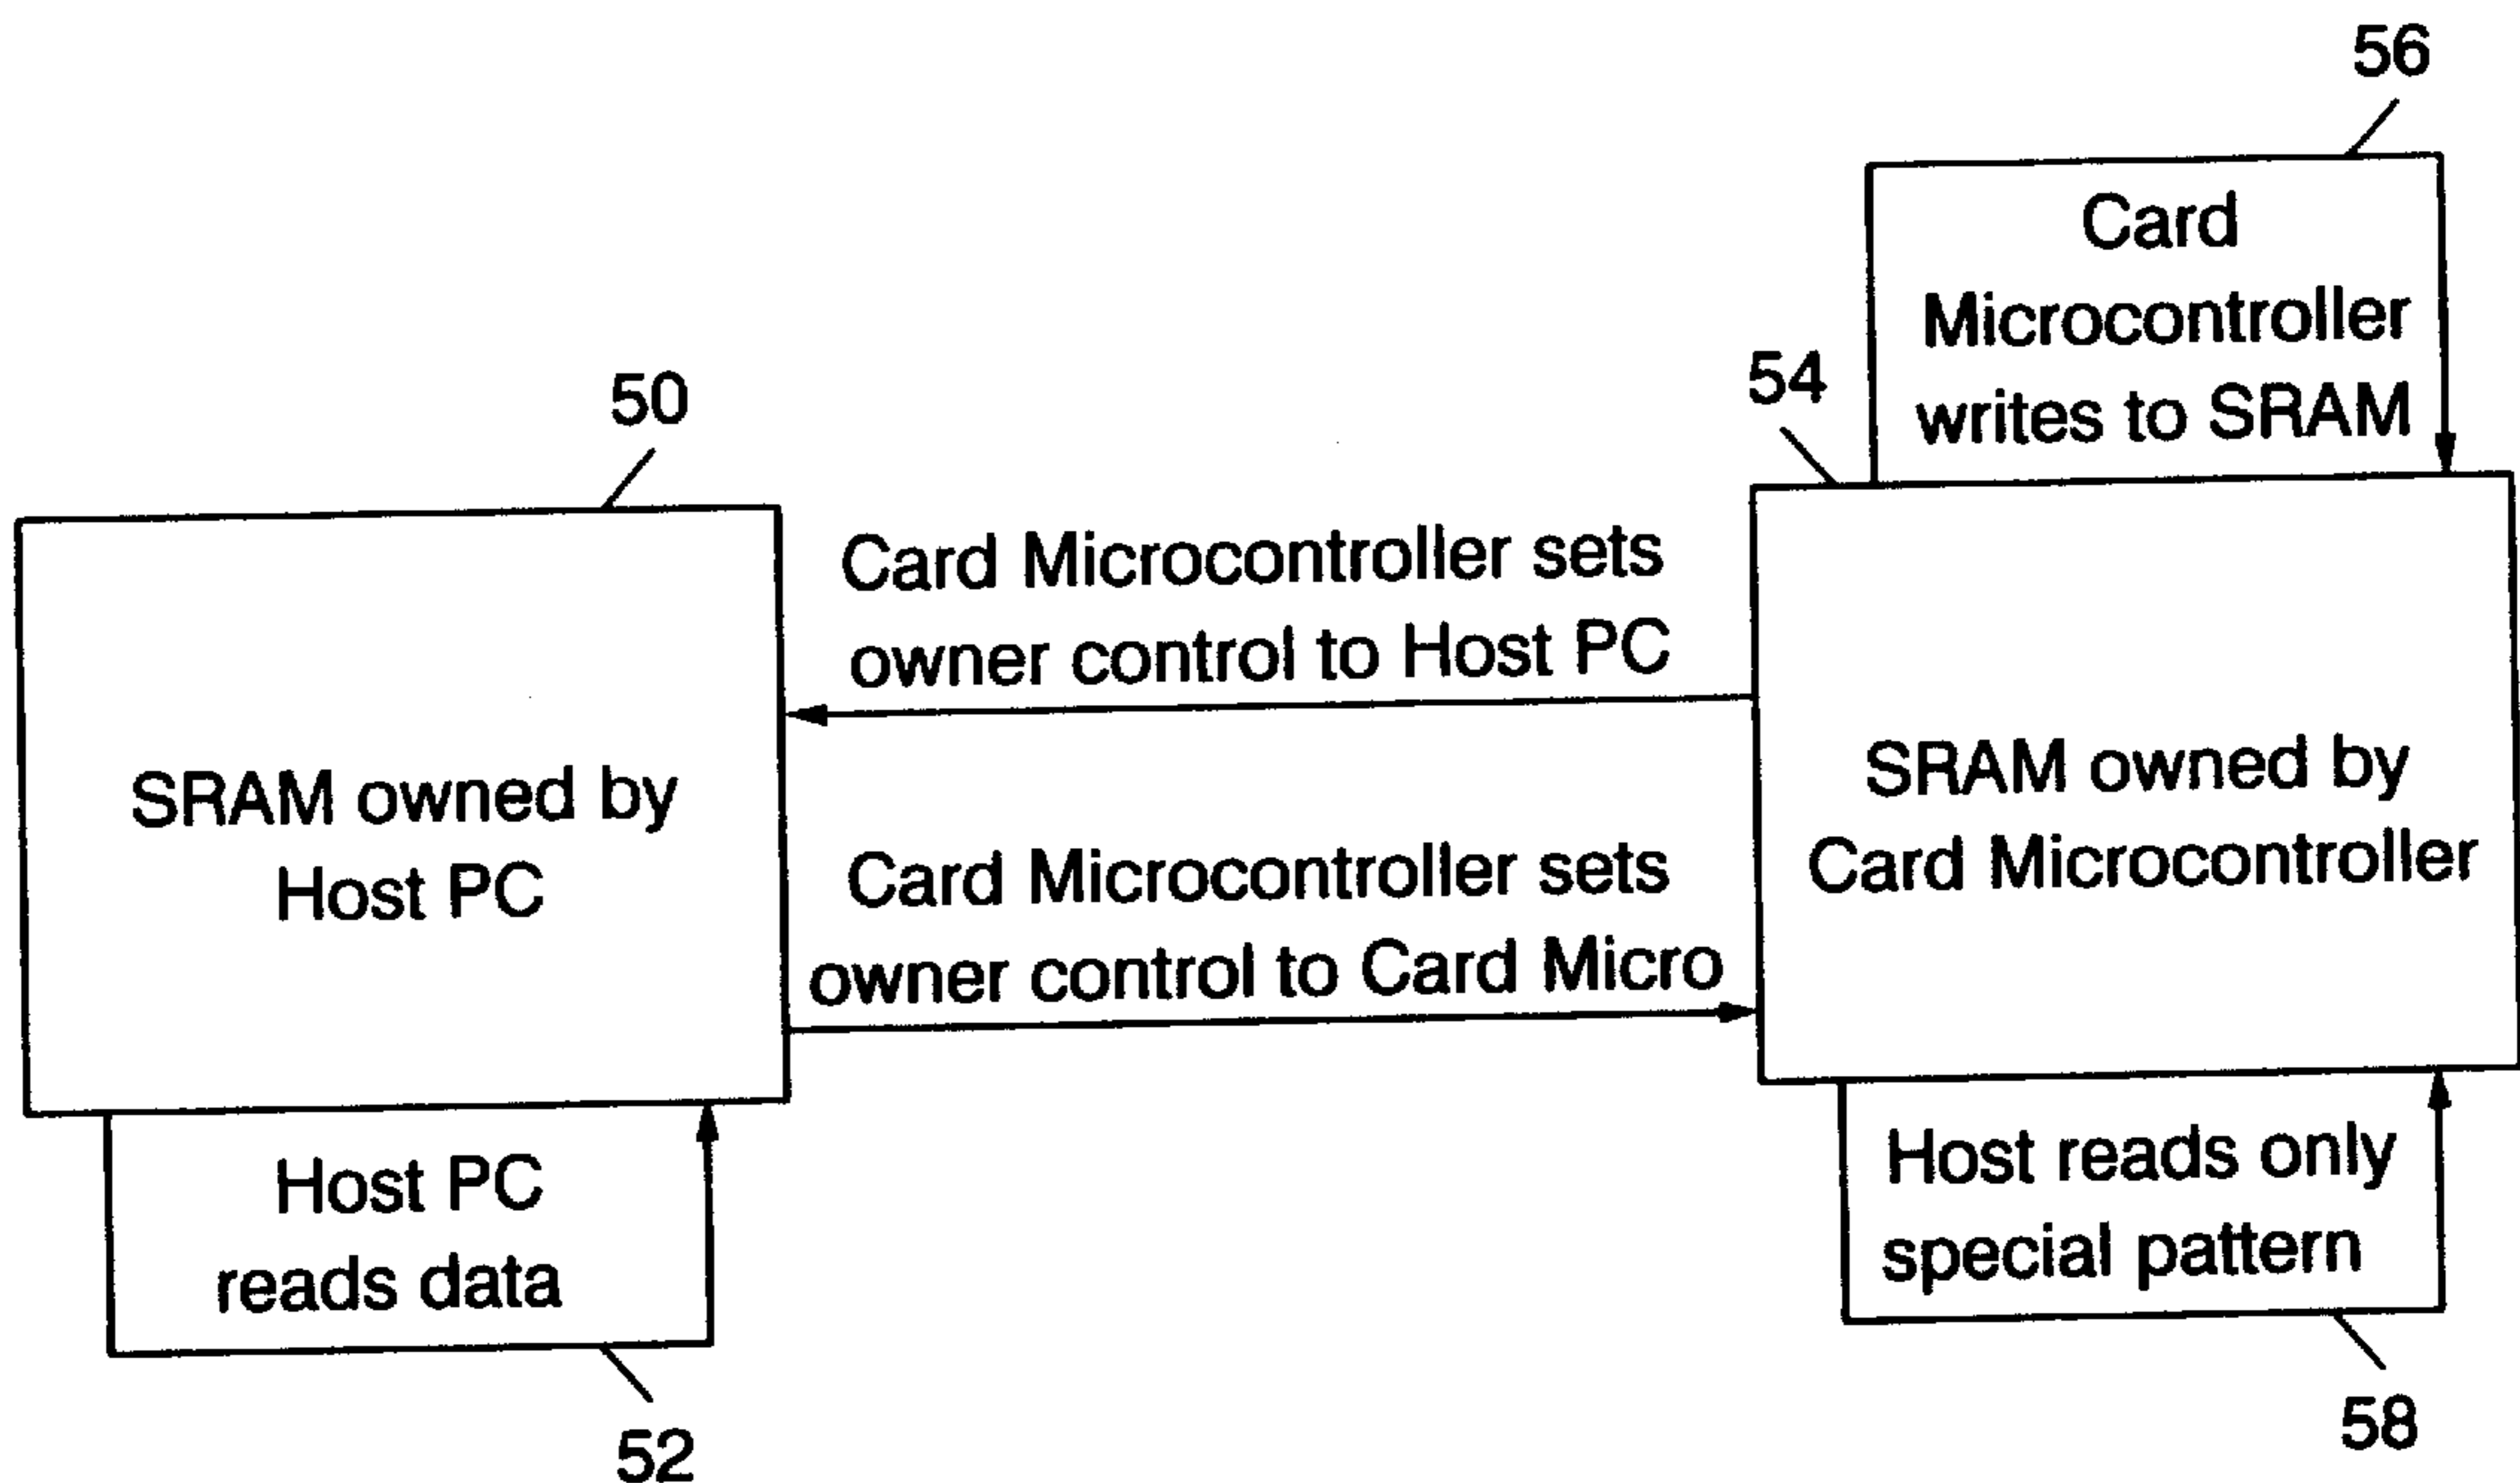 56
Card
Microcontroller
writes to SRAM
54
50
Card Microcontroller sets
owner control to Host PC
SRAM owned by
Host PC
SRAM owned by
Card Microcontroller
Card Microcontroller sets
owner control to Card Micro
Host PC
reads data
52
Host reads only
special pattern
58